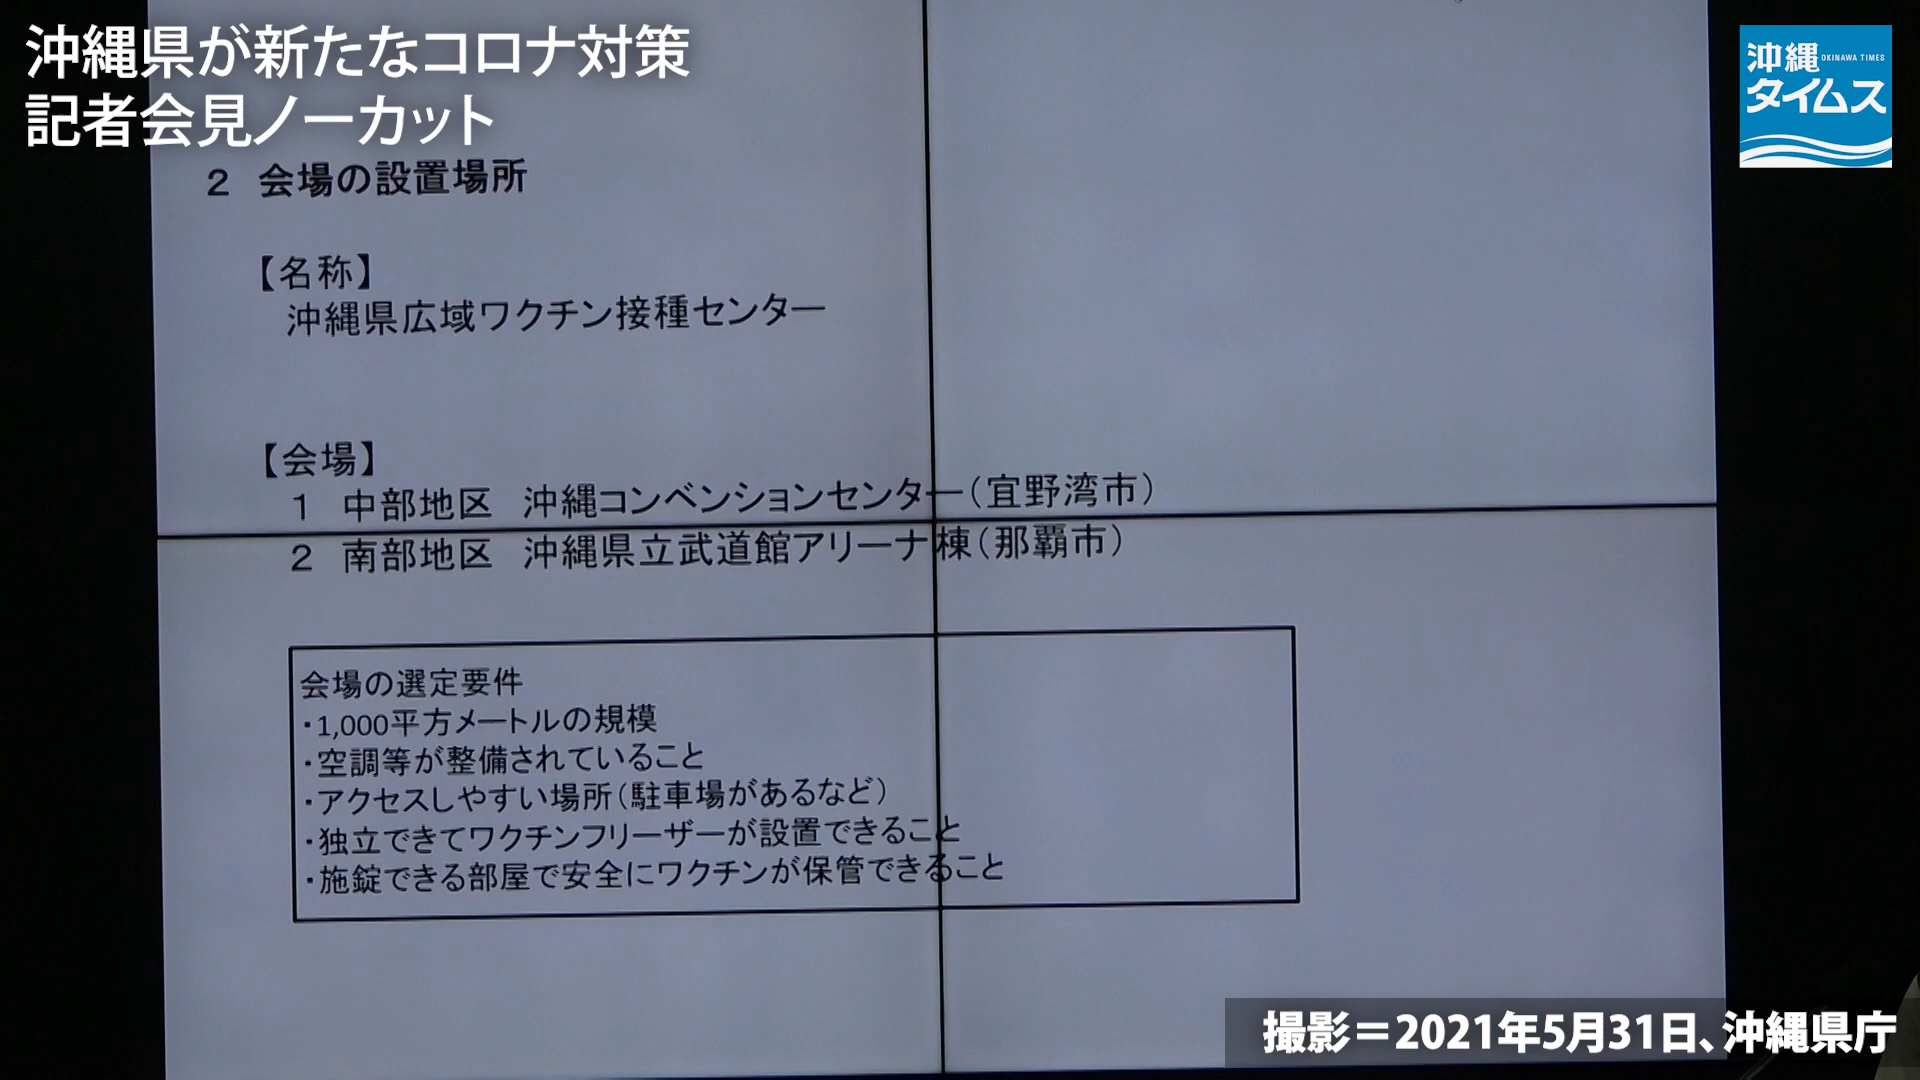 沖縄県が新たなコロナ対策
記者会見ノーカット
沖縄
OKINAWA TIMES
タイムス
2 会場の設置場所
【名称】
沖縄県広域ワクチン接種センター
【会場】
1 中部地区 沖縄コンベンションセンター(宜野湾市)
2 南部地区 沖縄県立武道館アリーナ棟(那覇市)
会場の選定要件
・1,000平方メートルの規模
・空調等が整備されていること
・アクセスしやすい場所(駐車場があるなど)
・独立できてワクチンフリーザーが設置できること
・施錠できる部屋で安全にワクチンが保管できること
撮影＝2021年5月31日、沖縄県庁